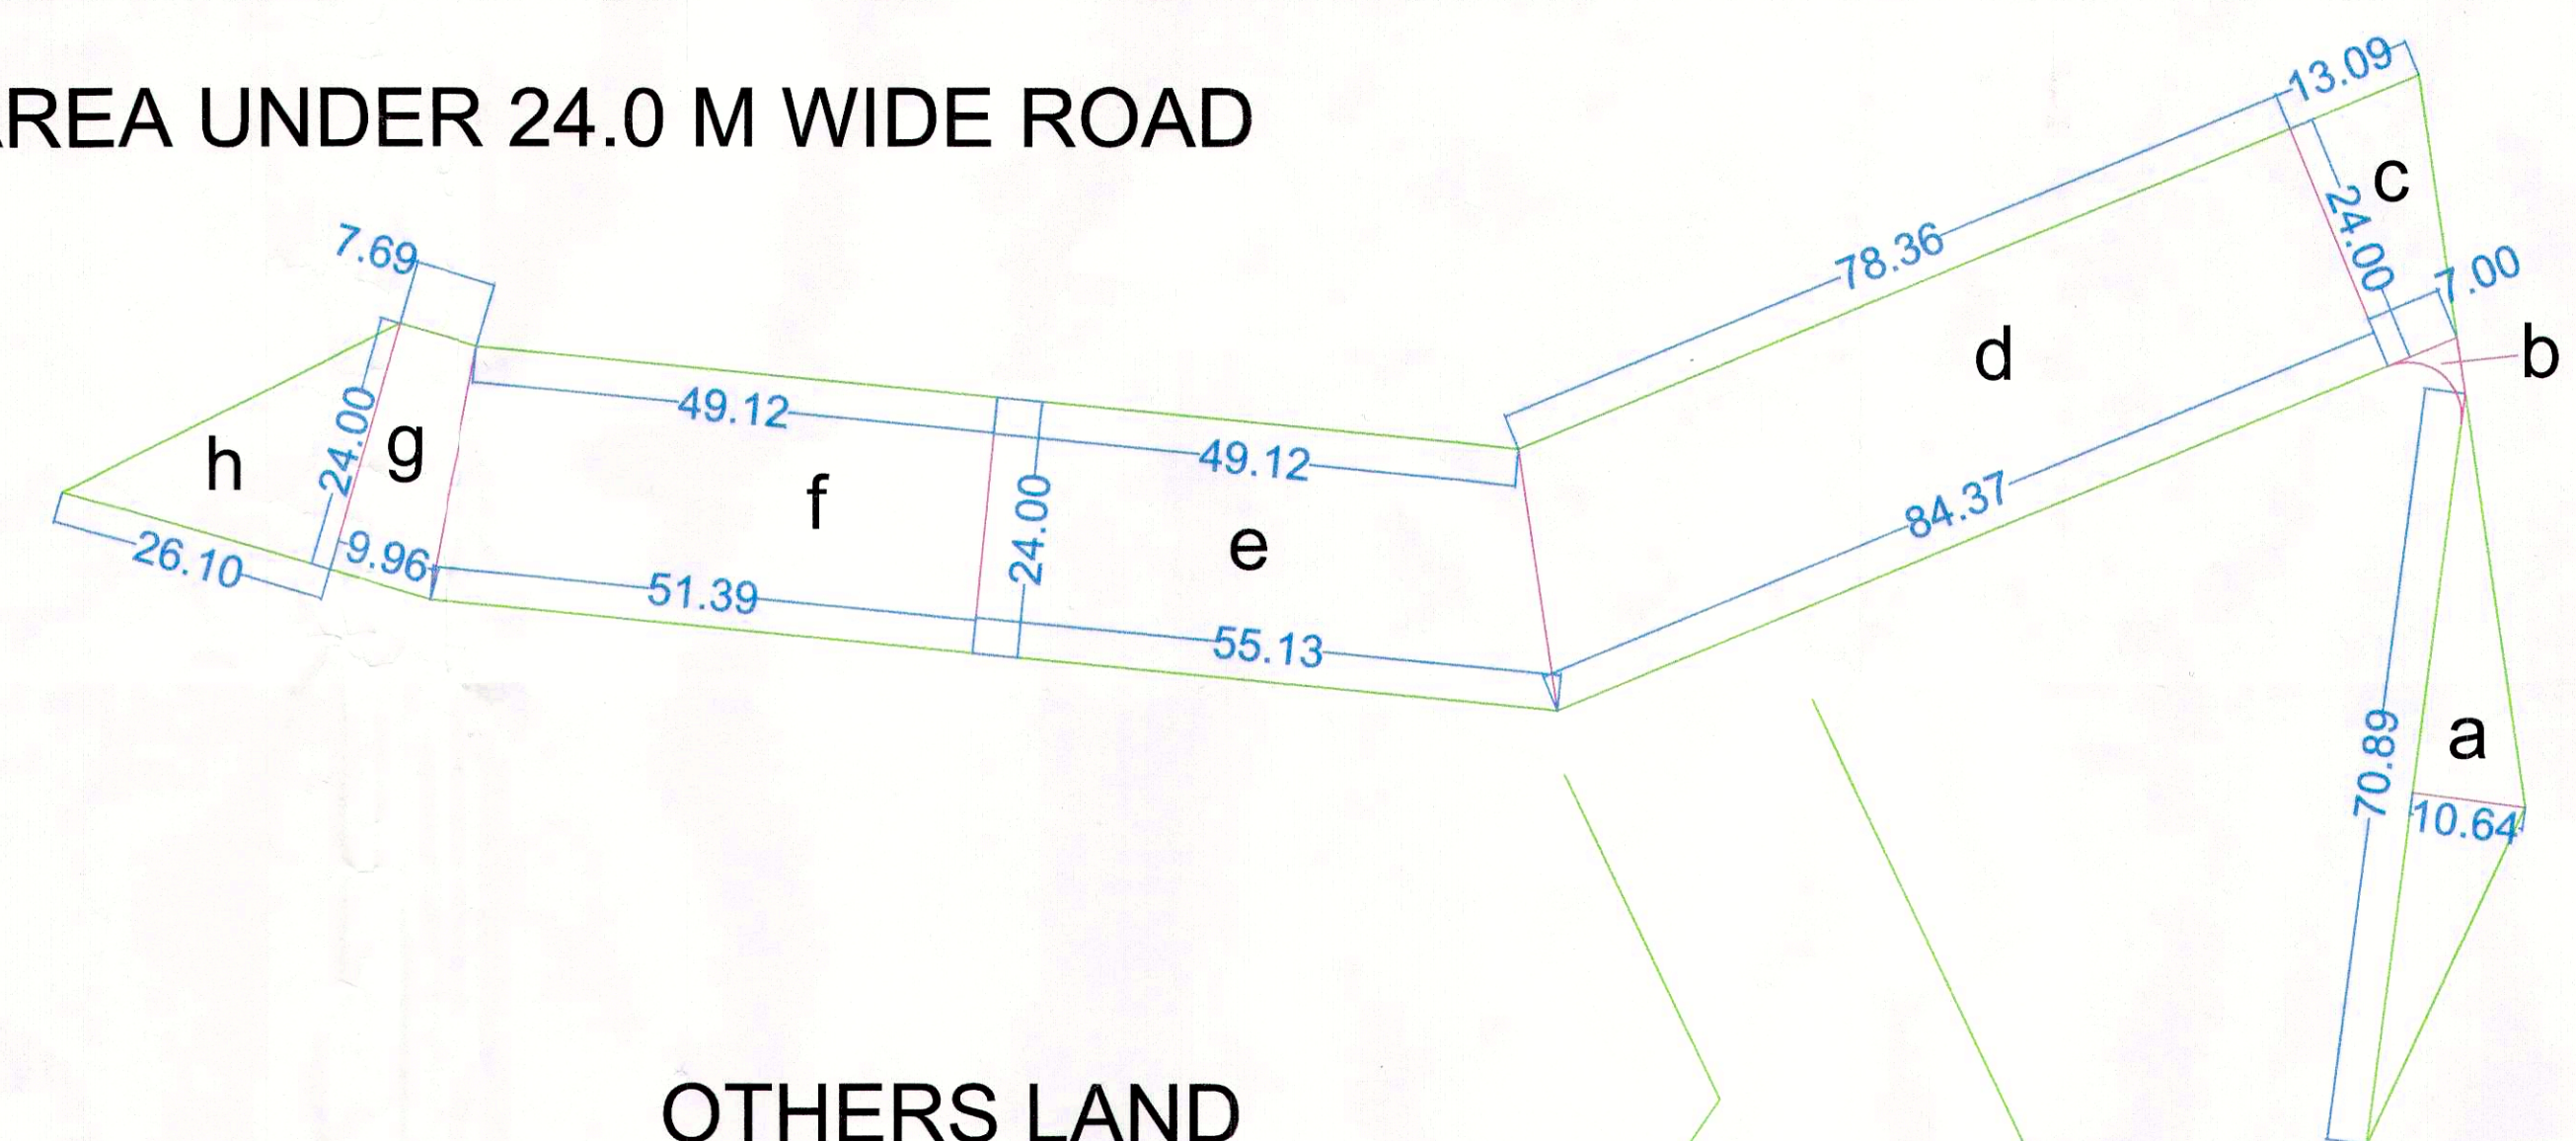 13.09
AREA UNDER 24.0 M WIDE ROAD
c
24.00
7.69
78.36
7.00
d
b
49.12
49.12
24.00
g
h
f
24.00
e
84.37
9.96
26.10
51.39
55.13
70.89
a
10.64
OTHERS LAND